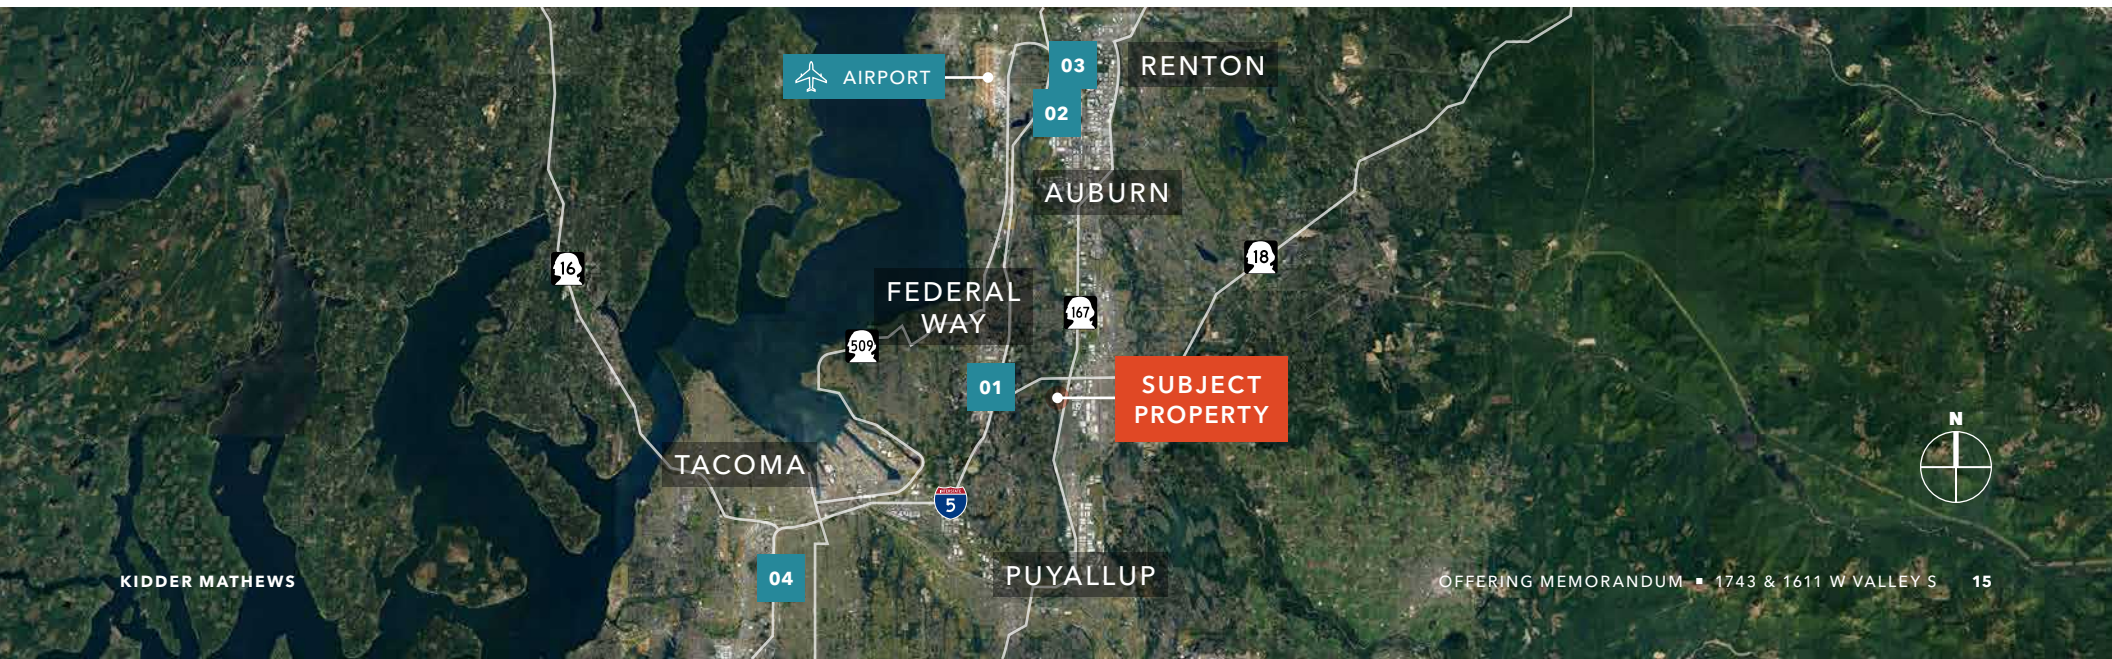 03
RENTON
AIRPORT
02
AUBURN
18
16
FEDERAL
WAY
167
509
01
SUBJECT
PROPERTY
N
TACOMA
INTERSTATE
5
04
PUYALLUP
KIDDER MATHEWS
OFFERING MEMORANDUM ▪ 1743 & 1611 W VALLEY S 15